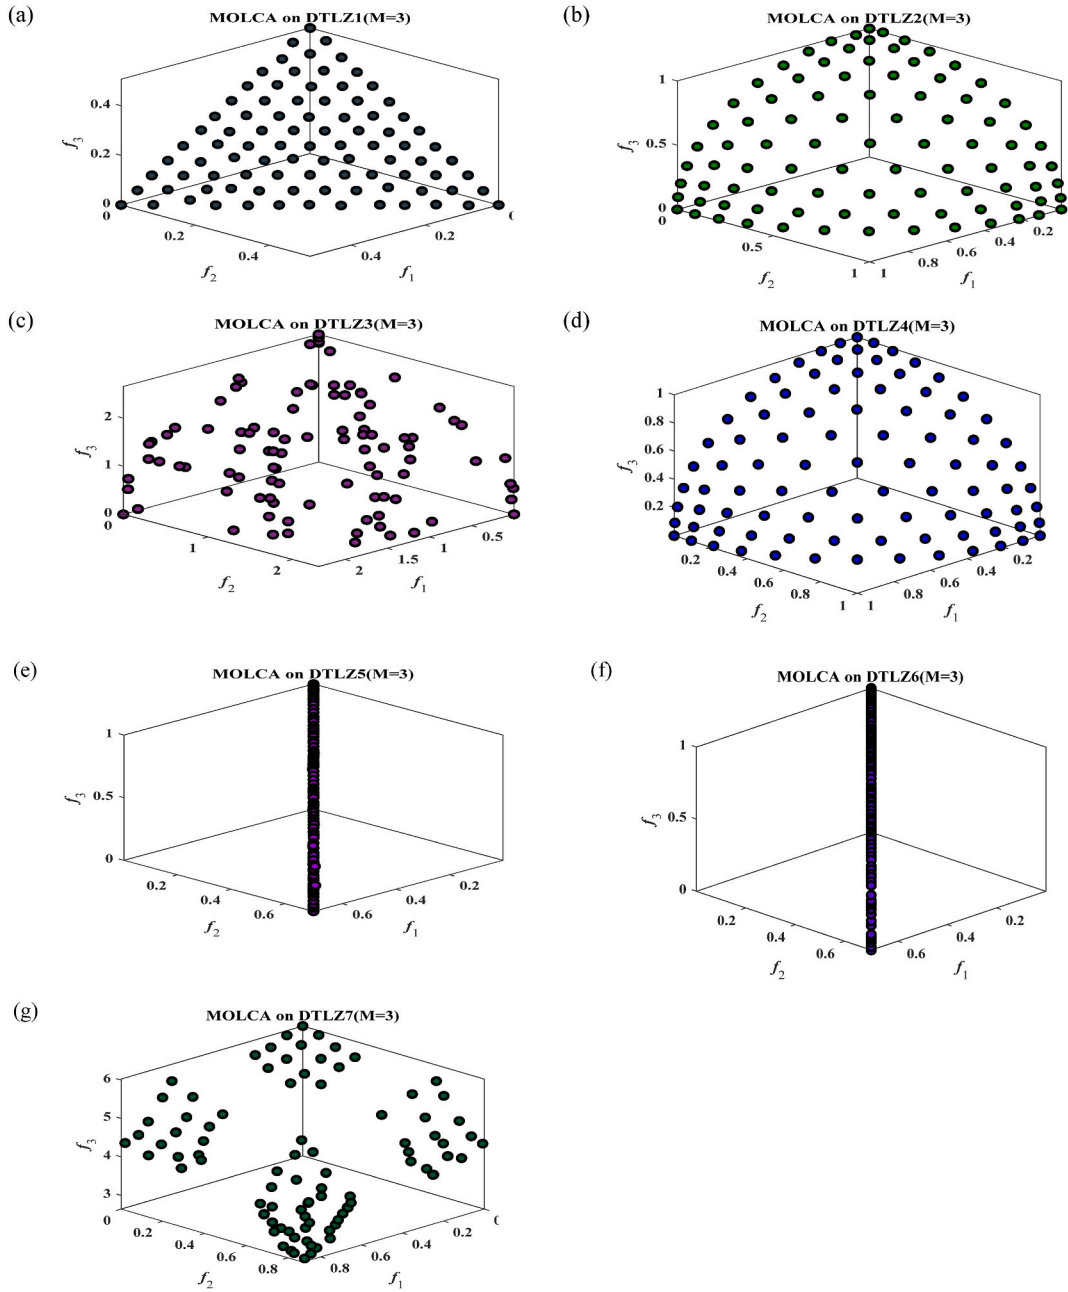 (a)
MOLCA on DTLZ1(M=3)
0.4
0.2
0
f3
0
0.2
0.4
f2
0.4
0.2
f1
(b)
MOLCA on DTLZ2(M=3)
1
0.5
0
f3
0
0.5
1
f2
1
0.8
0.6
0.4
0.2
f1
(c)
MOLCA on DTLZ3(M=3)
2
1
0
f3
0
1
2
f2
2
1.5
1
0.5
f1
(d)
MOLCA on DTLZ4(M=3)
1
0.8
0.6
0.4
0.2
f3
0.2
0.4
0.6
0.8
1
f2
1
0.8
0.6
0.4
0.2
f1
(e)
MOLCA on DTLZ5(M=3)
1
0.5
0
f3
0.2
0.4
0.6
f2
0.6
0.4
0.2
f1
(f)
MOLCA on DTLZ6(M=3)
1
0.5
0
f3
0.2
0.4
0.6
f2
0.6
0.4
0.2
f1
(g)
MOLCA on DTLZ7(M=3)
6
5
4
3
f3
0
0.2
0.4
0.6
0.8
f2
0.8
0.6
0.4
0.2
f1